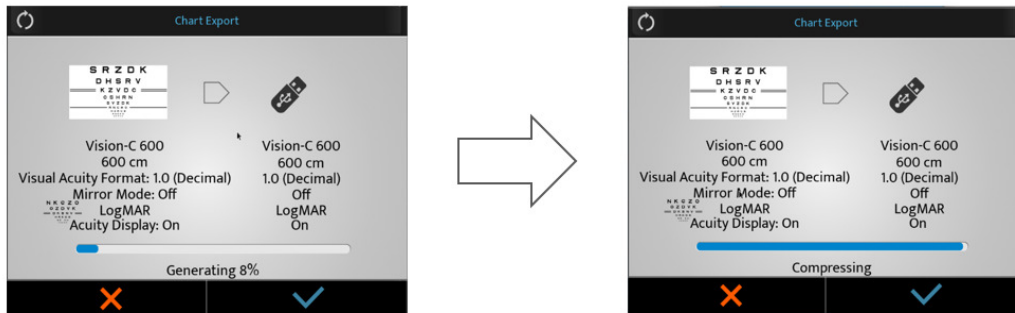 Chart Export
S R Z D K
D H S R V
K Z V D C
Vision-C 600
Vision-C 600
600 cm
600 cm
Visual Acuity Format: 1.0 (Decimal)
1.0 (Decimal)
Mirror Mode: Off
Off
N K G Z D
LogMAR
LogMAR
Acuity Display: On
On
Generating 8%
Chart Export
S R Z D K
D H S R V
K Z V D C
Vision-C 600
Vision-C 600
600 cm
600 cm
Visual Acuity Format: 1.0 (Decimal)
1.0 (Decimal)
Mirror Mode: Off
Off
N K G Z D
LogMAR
LogMAR
Acuity Display: On
On
Compressing